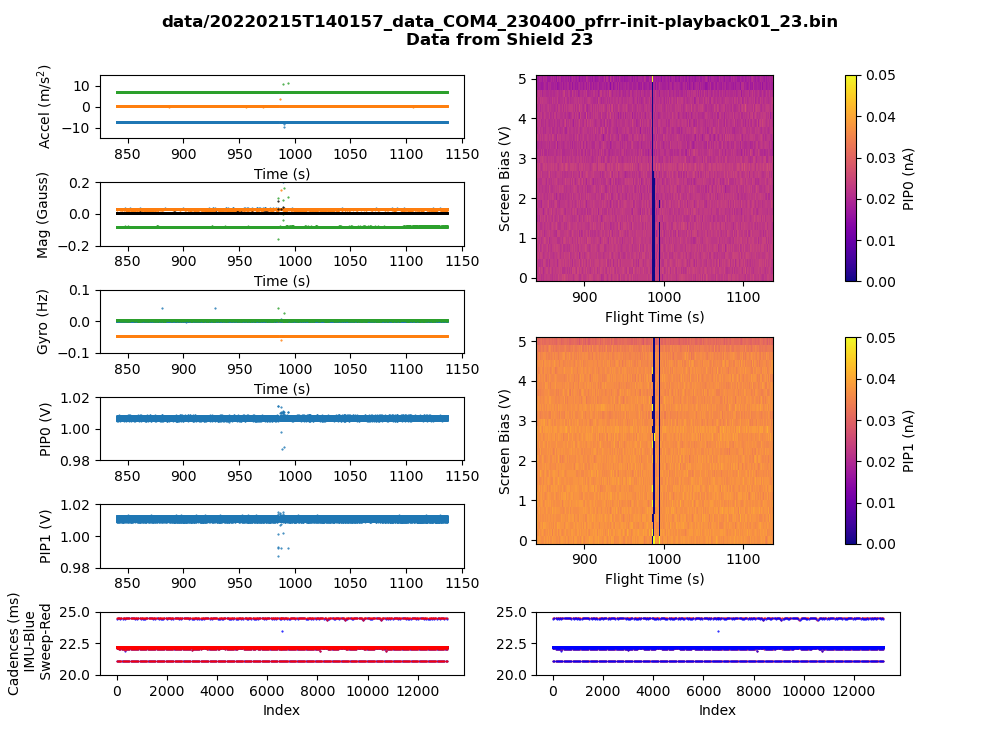 data/20220215T140157_data_COM4_230400_pfrr-init-playback01_23.bin
Data from Shield 23
Accel (m/s²)
10
0
−10
850 900 950 1000 1050 1100 1150
Time (s)
Mag (Gauss)
0.2
0.0
−0.2
850 900 950 1000 1050 1100 1150
Time (s)
Gyro (Hz)
0.1
0.0
−0.1
850 900 950 1000 1050 1100 1150
Time (s)
PIP0 (V)
1.02
1.00
0.98
850 900 950 1000 1050 1100 1150
PIP1 (V)
1.02
1.00
0.98
850 900 950 1000 1050 1100 1150
Cadences (ms)
IMU-Blue
Sweep-Red
25.0
22.5
20.0
0 2000 4000 6000 8000 10000 12000
Index
Screen Bias (V)
5
4
3
2
1
0
900 1000 1100
Flight Time (s)
0.05
0.04
0.03
0.02
0.01
0.00
PIP0 (nA)
Screen Bias (V)
5
4
3
2
1
0
900 1000 1100
Flight Time (s)
0.05
0.04
0.03
0.02
0.01
0.00
PIP1 (nA)
25.0
22.5
20.0
0 2000 4000 6000 8000 10000 12000
Index